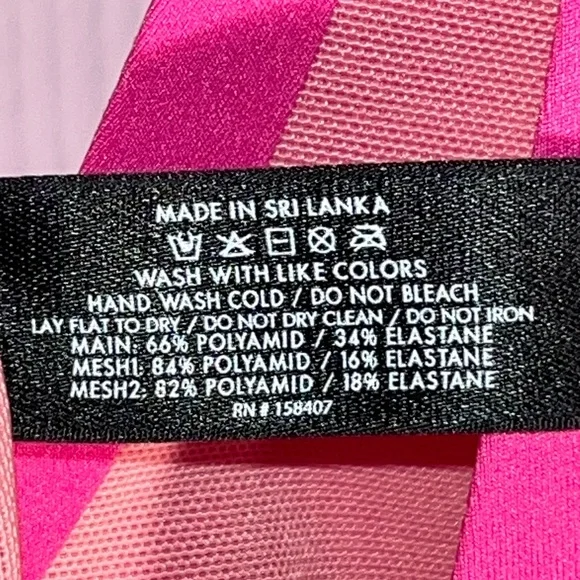 MADE IN SRI LANKA
WASH WITH LIKE COLORS
HAND WASH COLD / DO NOT BLEACH
LAY FLAT TO DRY / DO NOT DRY CLEAN / DO NOT IRON
MAIN: 66% POLYAMID / 34% ELASTANE
MESH1: 84% POLYAMID / 16% ELASTANE
MESH2: 82% POLYAMID / 18% ELASTANE
RN # 158407